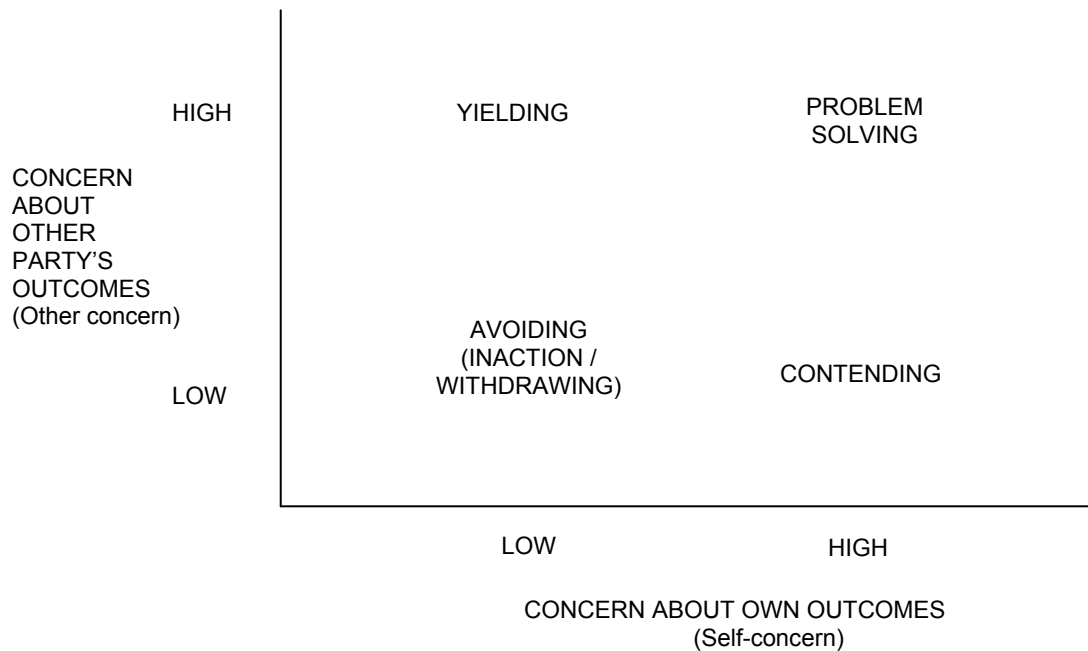 HIGH
YIELDING
PROBLEM
SOLVING
CONCERN
ABOUT
OTHER
PARTY’S
OUTCOMES
(Other concern)
LOW
AVOIDING
(INACTION /
WITHDRAWING)
CONTENDING
LOW
HIGH
CONCERN ABOUT OWN OUTCOMES
(Self-concern)